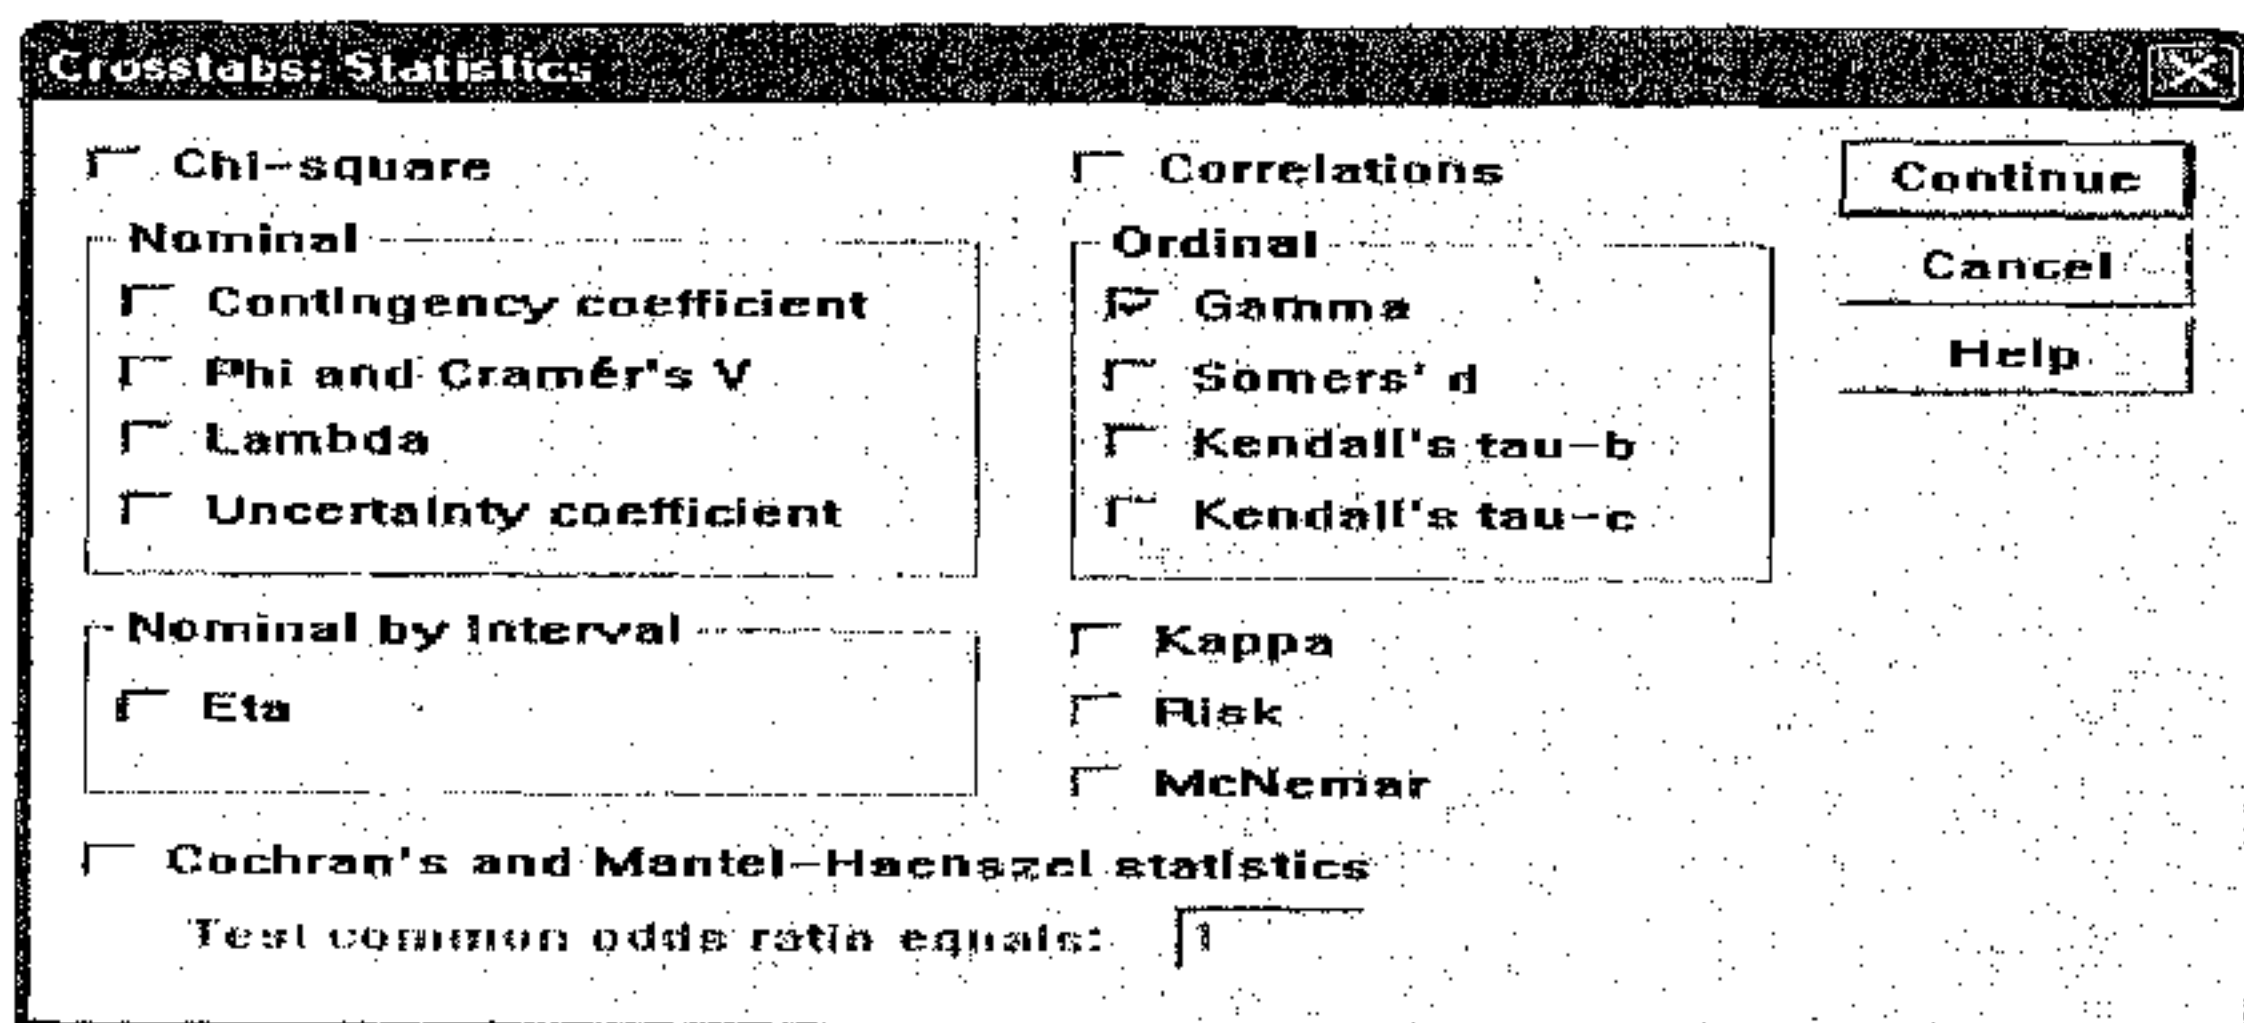 Crosstabs: Statistics
Chi-square
Correlations
Continue
Nominal
Ordinal
Cancel
Contingency coefficient
Gamma
Help
Phi and Cramér's V
Somers' d
Lambda
Kendall's tau-b
Uncertainty coefficient
Kendall's tau-c
Nominal by Interval
Kappa
Eta
Risk
McNemar
Cochran's and Mantel-Haenszel statistics
Test common odds ratio equals: 1